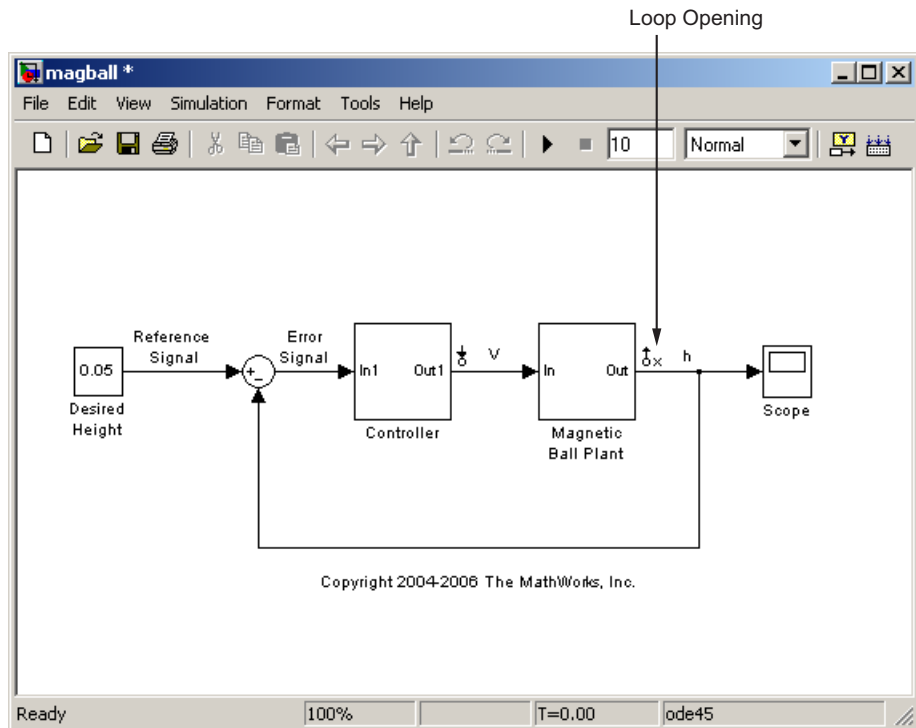 Loop Opening
magball *
File Edit View Simulation Format Tools Help
10 Normal
Reference
Signal
Error
Signal
0.05
+
-
In1 Out1
V
In Out
x
h
Desired
Height
Controller
Magnetic
Ball Plant
Scope
Copyright 2004-2006 The MathWorks, Inc.
Ready 100% T=0.00 ode45